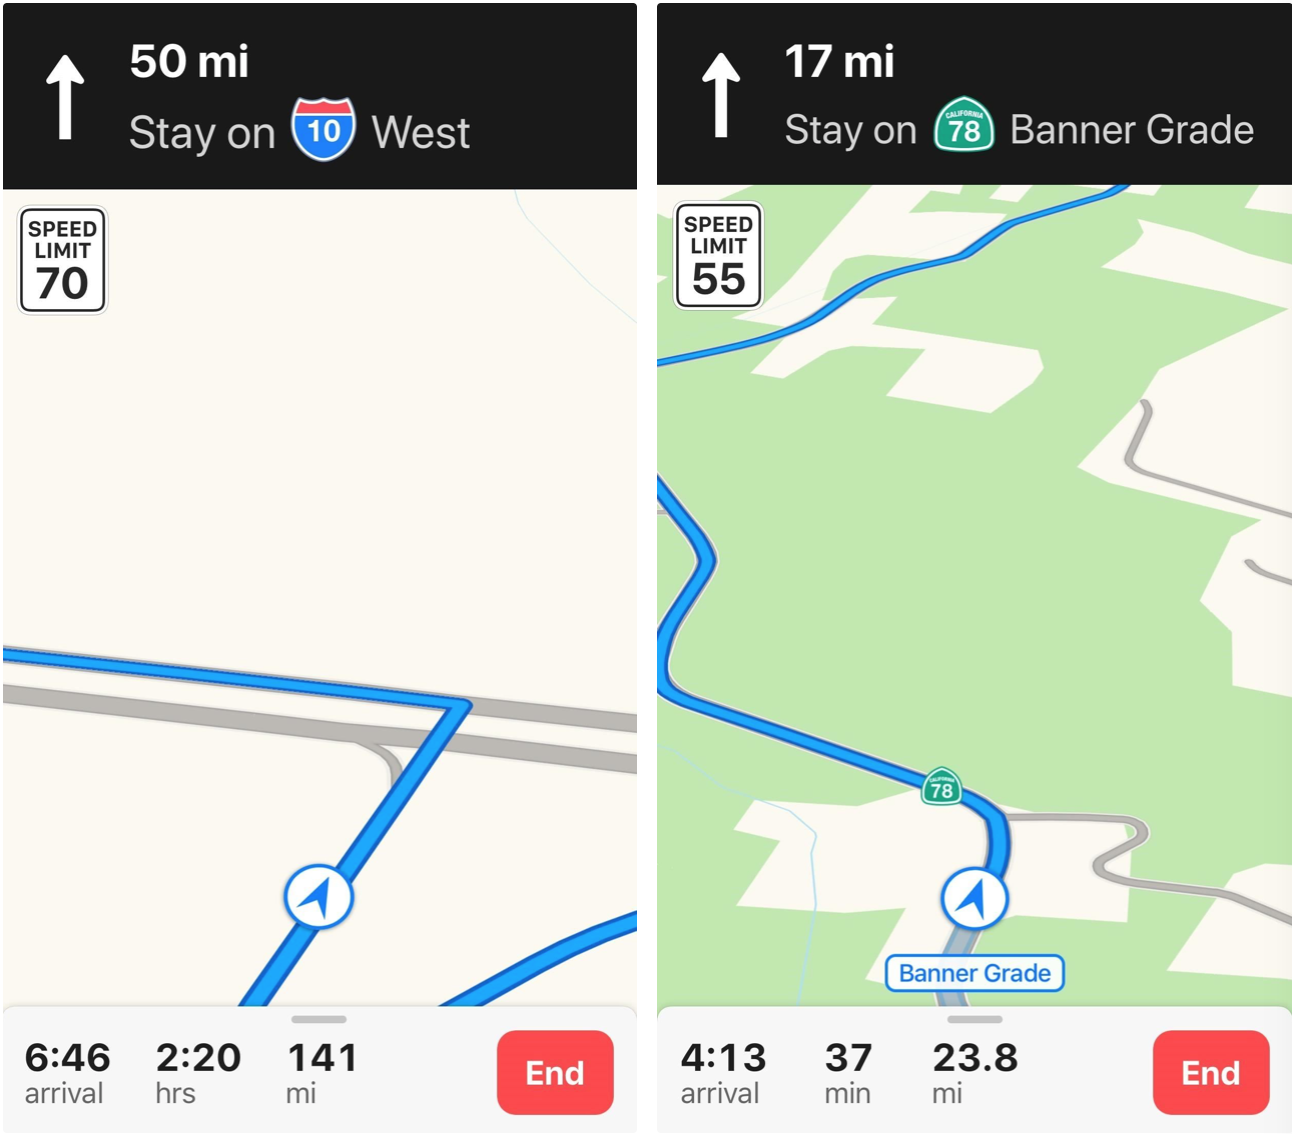 50 mi
Stay on 10 West
SPEED
LIMIT
70
6:46 2:20 141
arrival hrs mi
End
17 mi
Stay on CALIFORNIA 78 Banner Grade
SPEED
LIMIT
55
CALIFORNIA
78
Banner Grade
4:13 37 23.8
arrival min mi
End